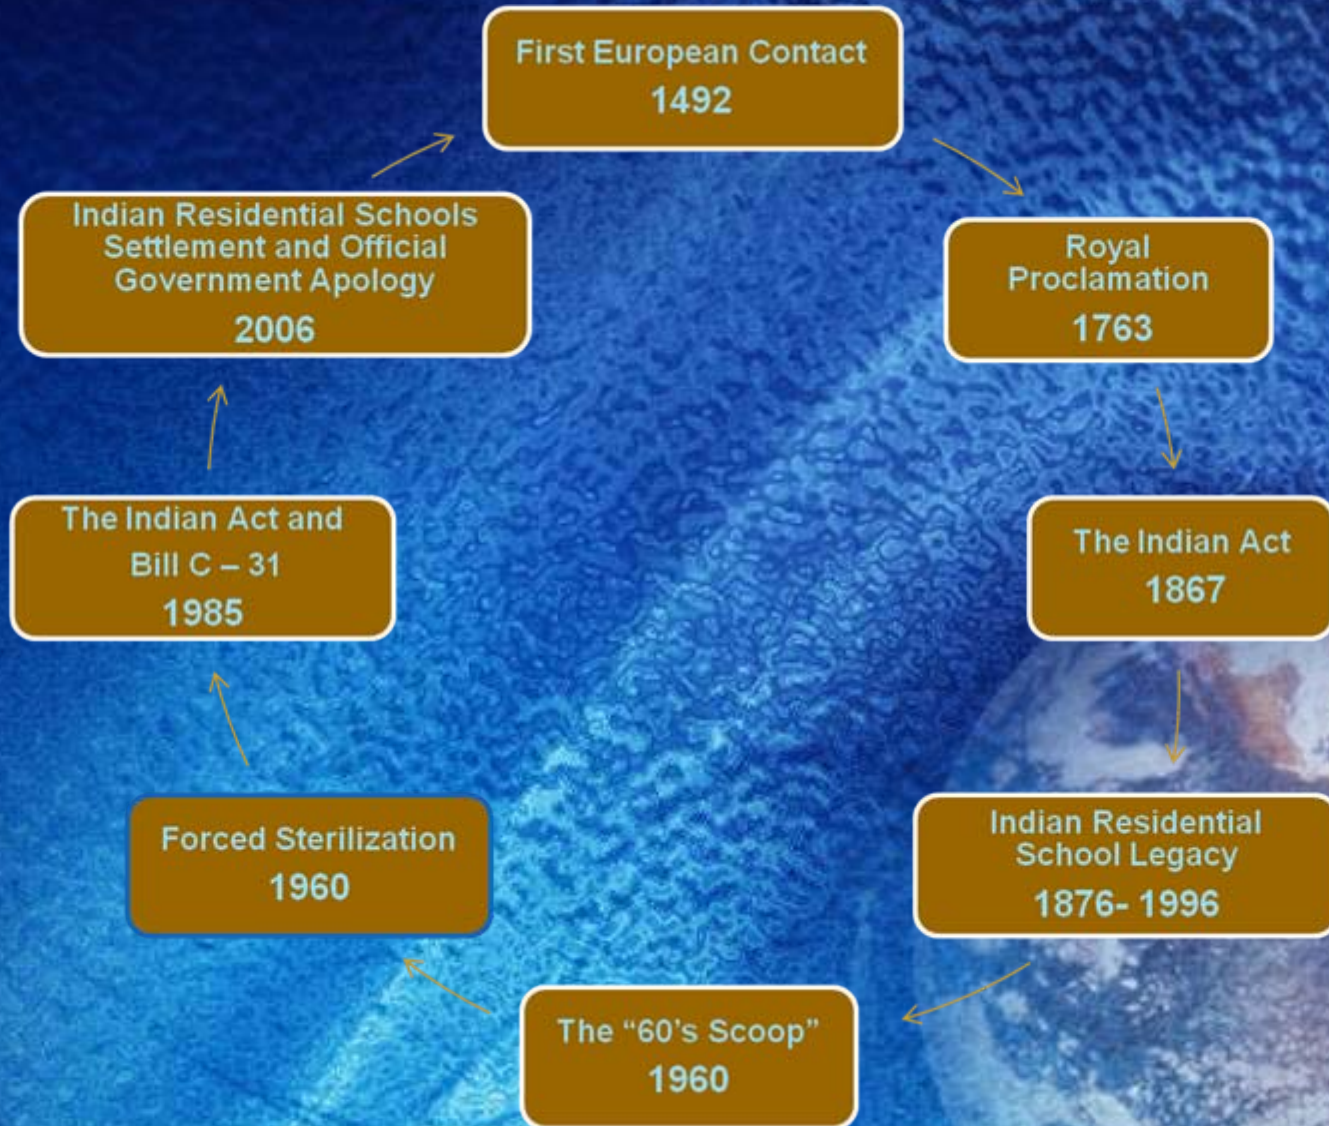 First European Contact
1492
Royal
Proclamation
1763
The Indian Act
1867
Indian Residential
School Legacy
1876- 1996
The “60’s Scoop”
1960
Forced Sterilization
1960
The Indian Act and
Bill C – 31
1985
Indian Residential Schools
Settlement and Official
Government Apology
2006